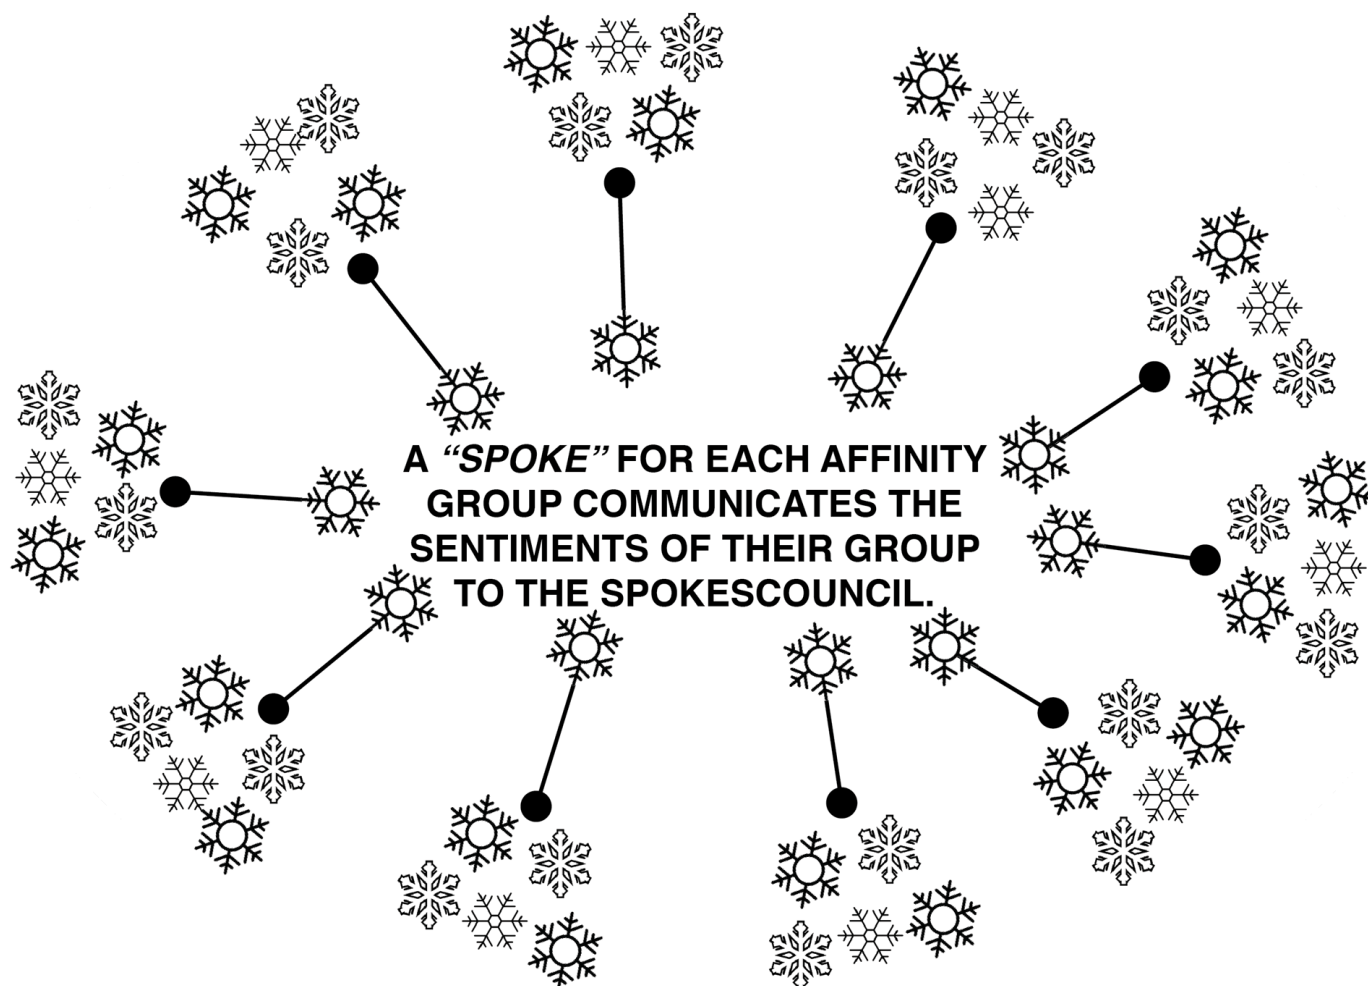 A “SPOKE” FOR EACH AFFINITY
GROUP COMMUNICATES THE
SENTIMENTS OF THEIR GROUP
TO THE SPOKESCOUNCIL.